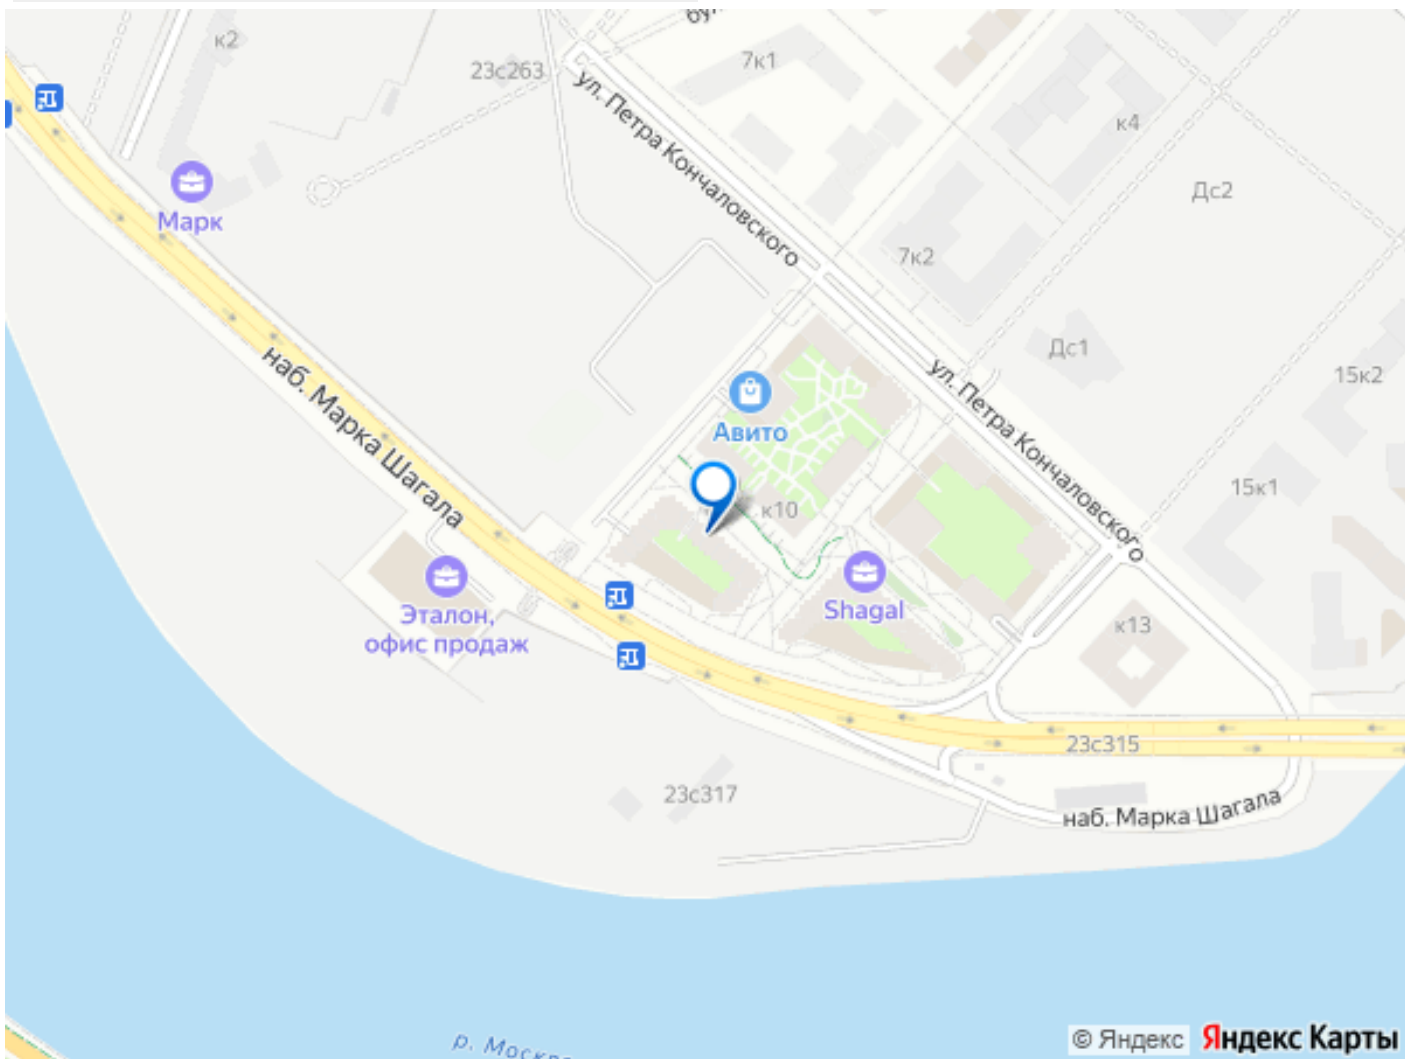 к2
23с263
7к1
ул. Петра Кончаловского
к4
Дс2
Марк
7к2
наб. Марка Шагала
Авито
ул. Петра Кончаловского
Дс1
15к2
15к1
к10
Эталон,
офис продаж
Shagal
к13
23с315
23с317
наб. Марка Шагала
р.
© Яндекс
Яндекс Карты